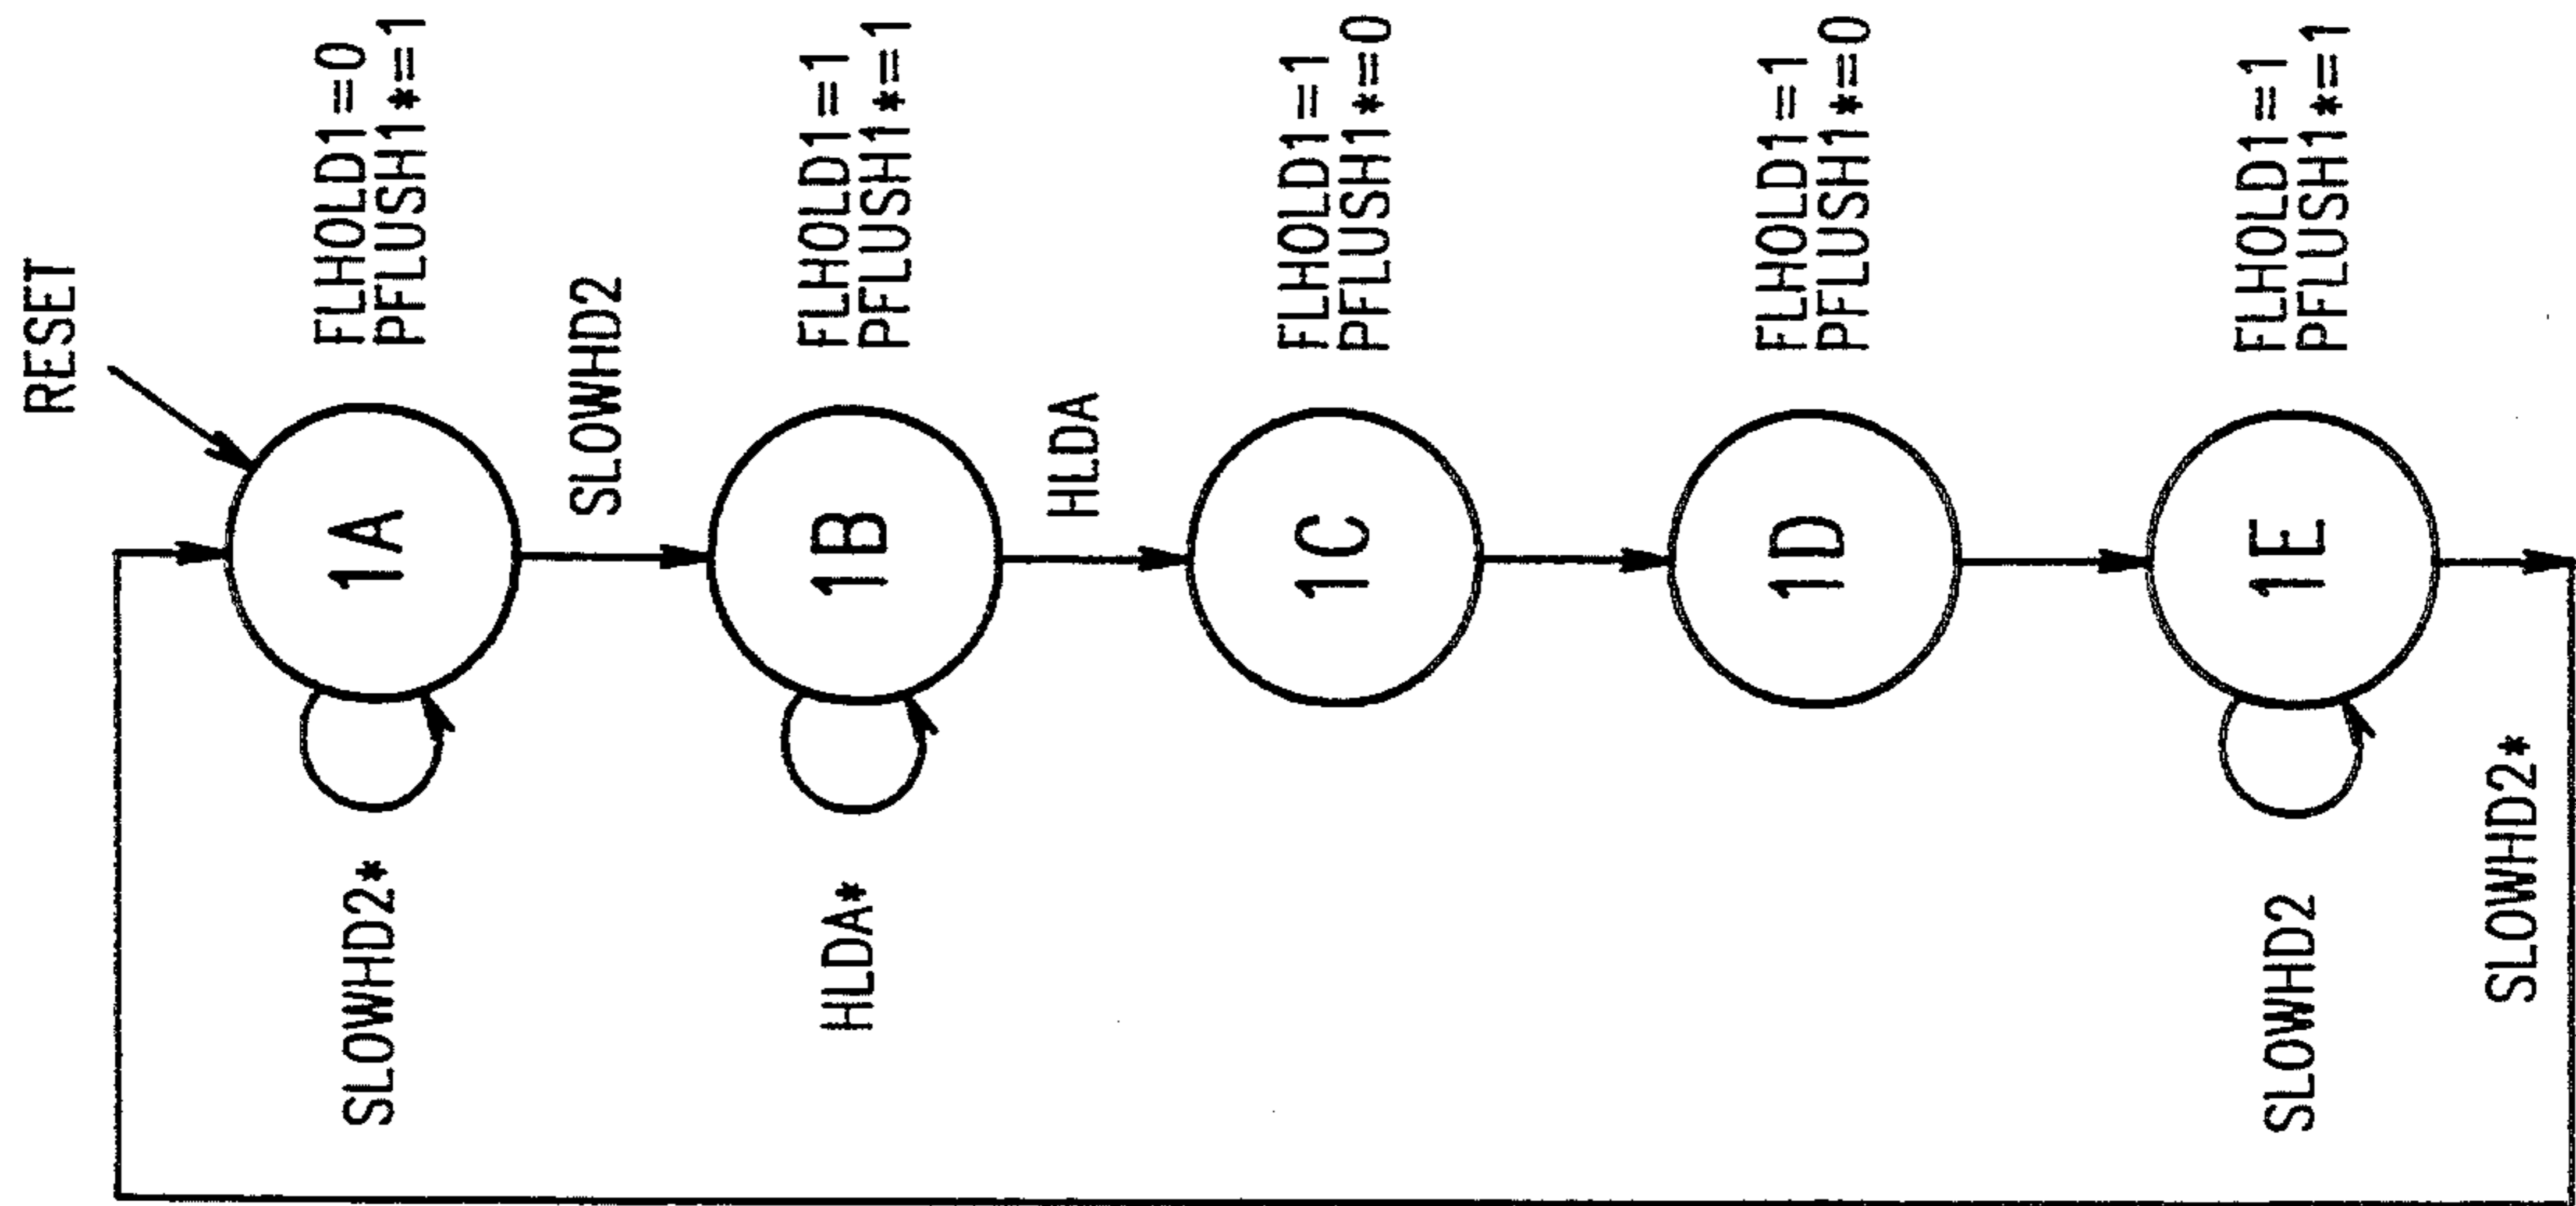 RESET
1A
FLHOLD1=0
PFLUSH1*=1
SLOWHD2*
SLOWHD2
1B
FLHOLD1=1
PFLUSH1*=1
HLDA*
HLDA
1C
FLHOLD1=1
PFLUSH1*=0
1D
FLHOLD1=1
PFLUSH1*=0
1E
FLHOLD1=1
PFLUSH1*=1
SLOWHD2
SLOWHD2*